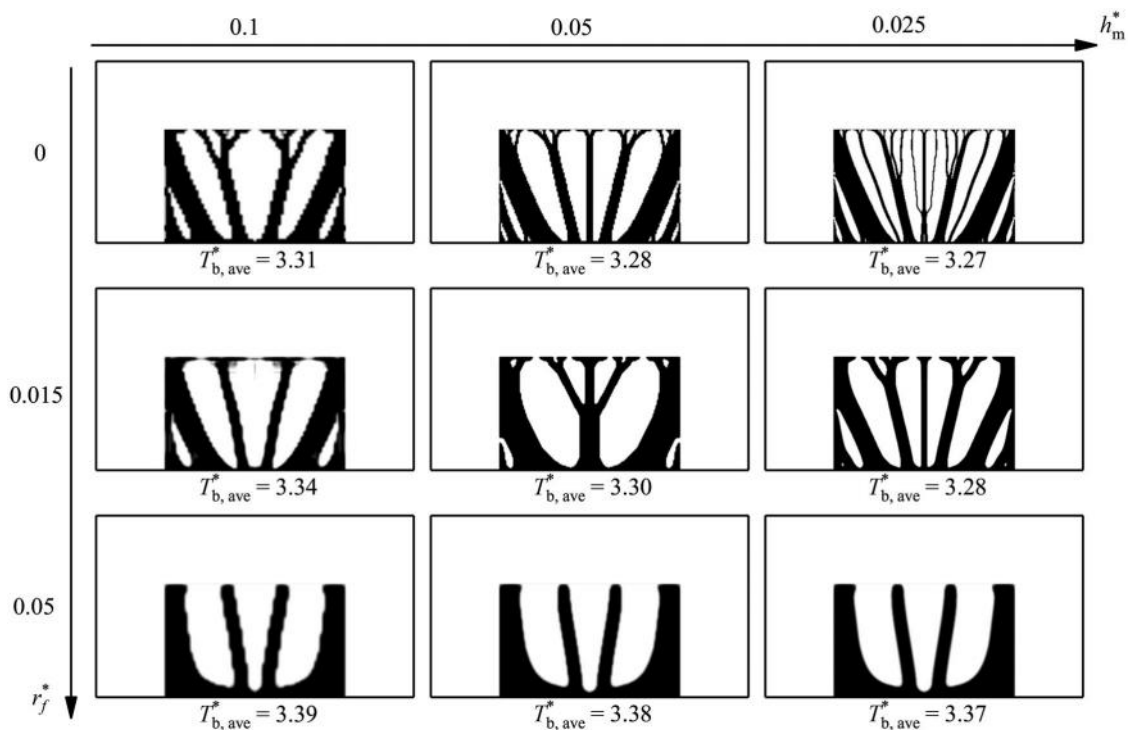 0.1 0.05 0.025 h*m
0
T*b, ave = 3.31 T*b, ave = 3.28 T*b, ave = 3.27
0.015
T*b, ave = 3.34 T*b, ave = 3.30 T*b, ave = 3.28
0.05
r*f
T*b, ave = 3.39 T*b, ave = 3.38 T*b, ave = 3.37